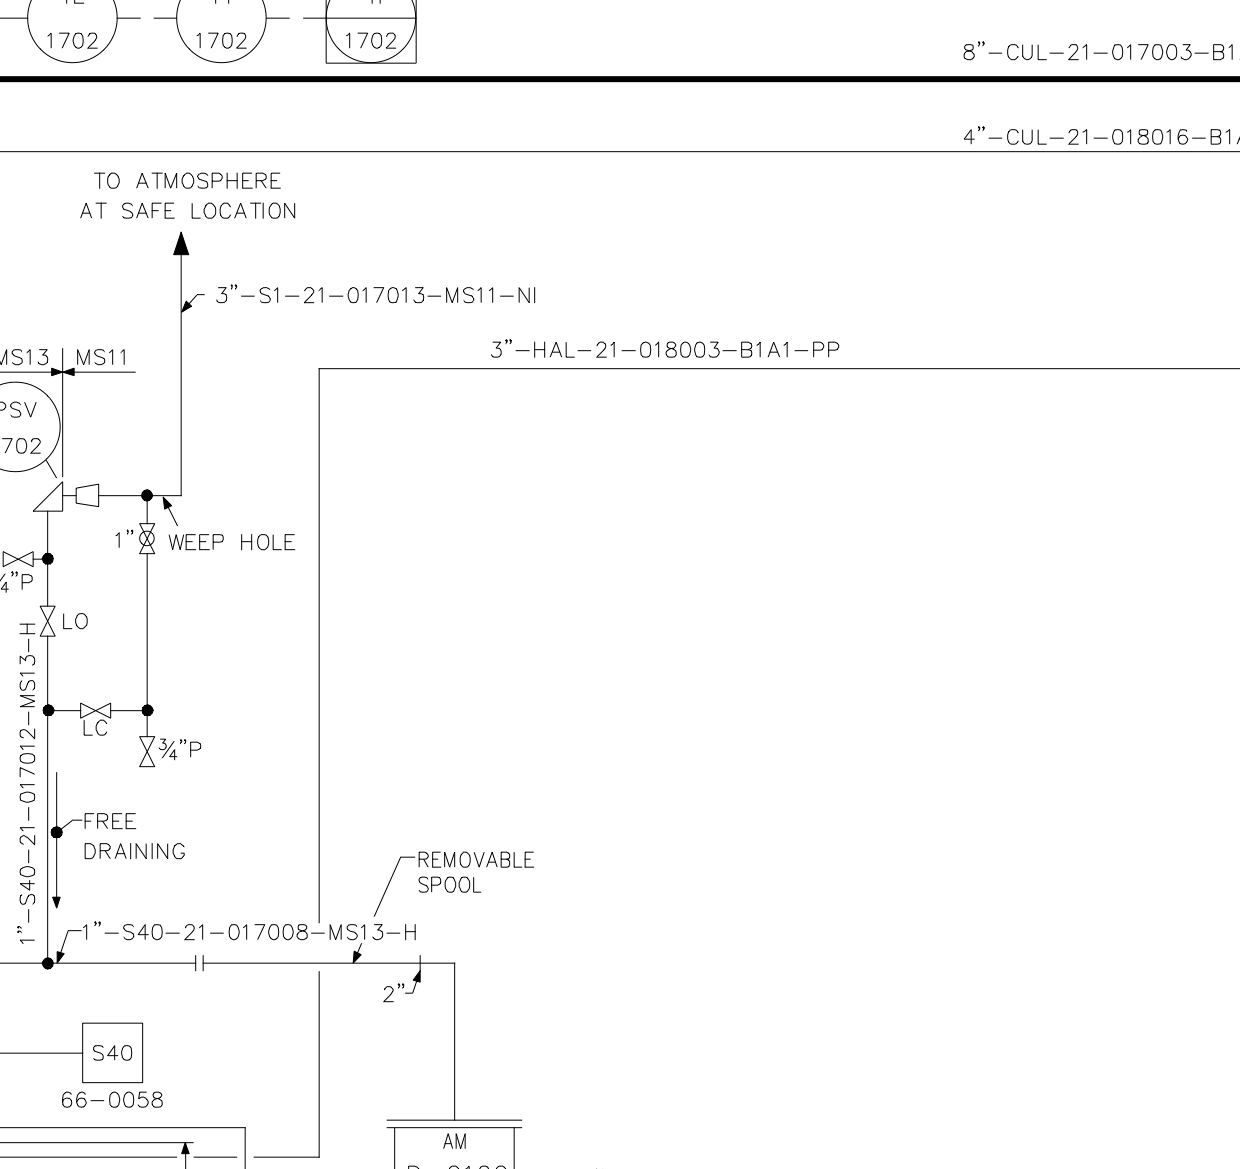 1702
1702
1702
8”-CUL-21-017003-B1
4”-CUL-21-018016-B1A
TO ATMOSPHERE
AT SAFE LOCATION
3”-S1-21-017013-MS11-NI
3”-HAL-21-018003-B1A1-PP
MS13
MS11
PSV
702
1”
WEEP HOLE
¾”P
LO
1”-S40-21-017012-MS13-H
LC
¾”P
FREE
DRAINING
REMOVABLE
SPOOL
1”-S40-21-017008-MS13-H
2”
S40
66-0058
AM